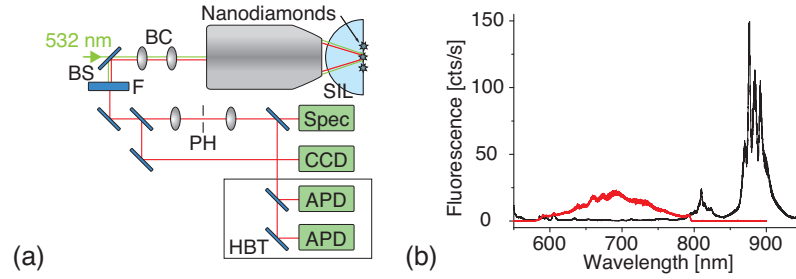 Nanodiamonds
532 nm
BC
BS
F
SIL
PH
Spec
CCD
APD
HBT
APD
(a)
Fluorescence [cts/s]
150
100
50
0
600
700
800
900
Wavelength [nm]
(b)